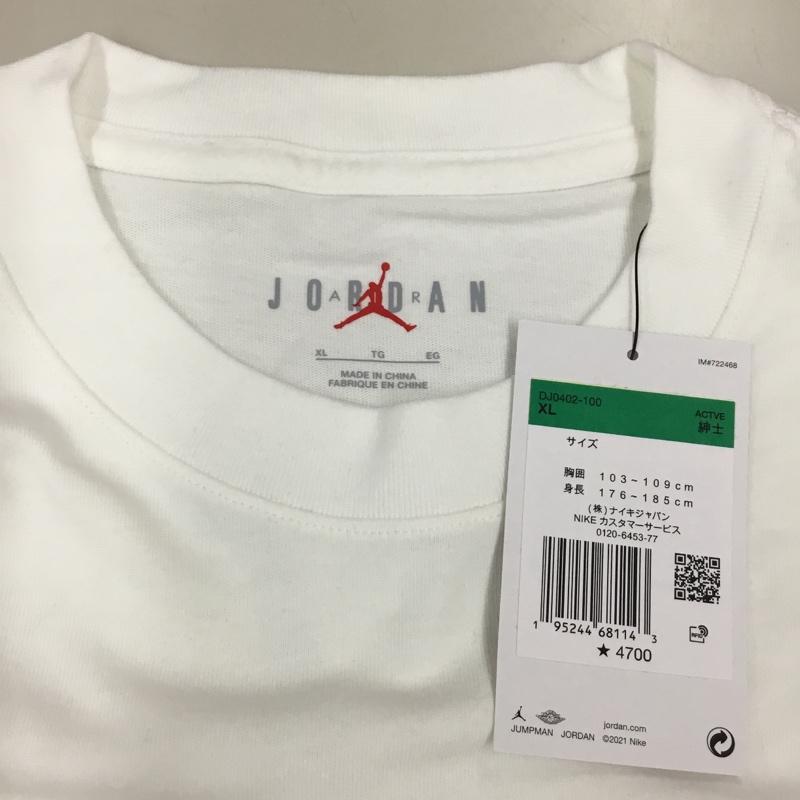 JORDAN
AIR
XL TG EG
MADE IN CHINA
FABRIQUE EN CHINE
IM#722468
DJ0402-100
XL
ACTVE
紳士
サイズ
胸囲 103~109cm
身長 176~185cm
(株)ナイキジャパン
NIKE カスタマーサービス
0120-6453-77
1 95244 68114 3
★ 4700
RFID
jordan.com
JUMPMAN JORDAN ©2021 Nike